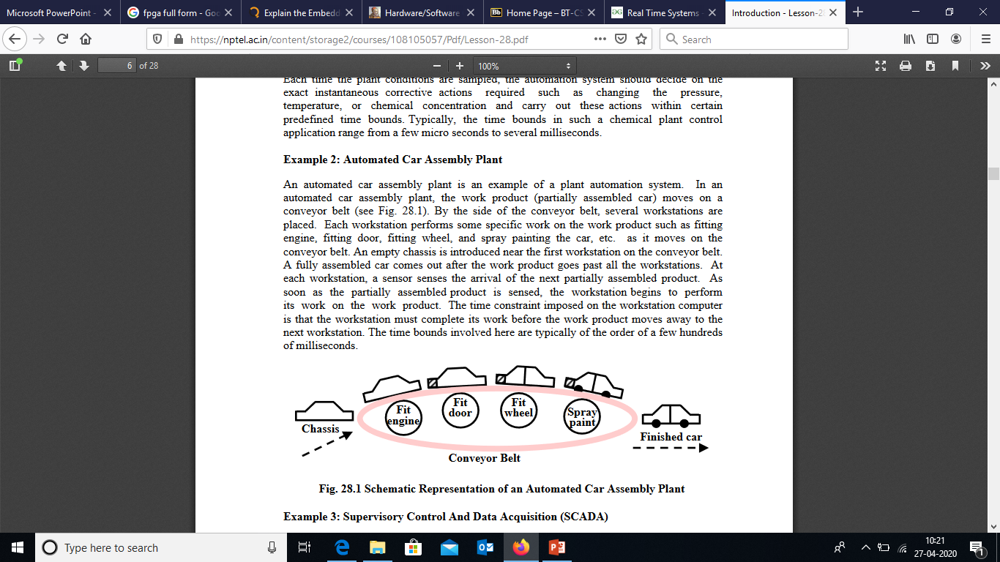 Microsoft PowerPoint -
fpga full form - Goo
Explain the Embedd
Hardware/Software
Bb Home Page – BT-CS
Real Time Systems -
Introduction - Lesson-28
https://nptel.ac.in/content/storage2/courses/108105057/Pdf/Lesson-28.pdf
Search
6 of 28
100%
Each time the plant conditions are sampled, the automation system should decide on the
exact instantaneous corrective actions required such as changing the pressure,
temperature, or chemical concentration and carry out these actions within certain
predefined time bounds. Typically, the time bounds in such a chemical plant control
application range from a few micro seconds to several milliseconds.
Example 2: Automated Car Assembly Plant
An automated car assembly plant is an example of a plant automation system. In an
automated car assembly plant, the work product (partially assembled car) moves on a
conveyor belt (see Fig. 28.1). By the side of the conveyor belt, several workstations are
placed. Each workstation performs some specific work on the work product such as fitting
engine, fitting door, fitting wheel, and spray painting the car, etc. as it moves on the
conveyor belt. An empty chassis is introduced near the first workstation on the conveyor belt.
A fully assembled car comes out after the work product goes past all the workstations. At
each workstation, a sensor senses the arrival of the next partially assembled product. As
soon as the partially assembled product is sensed, the workstation begins to perform
its work on the work product. The time constraint imposed on the workstation computer
is that the workstation must complete its work before the work product moves away to the
next workstation. The time bounds involved here are typically of the order of a few hundreds
of milliseconds.
Chassis
Fit
engine
Fit
door
Fit
wheel
Spray
paint
Finished car
Conveyor Belt
Fig. 28.1 Schematic Representation of an Automated Car Assembly Plant
Example 3: Supervisory Control And Data Acquisition (SCADA)
Type here to search
10:21
27-04-2020
1